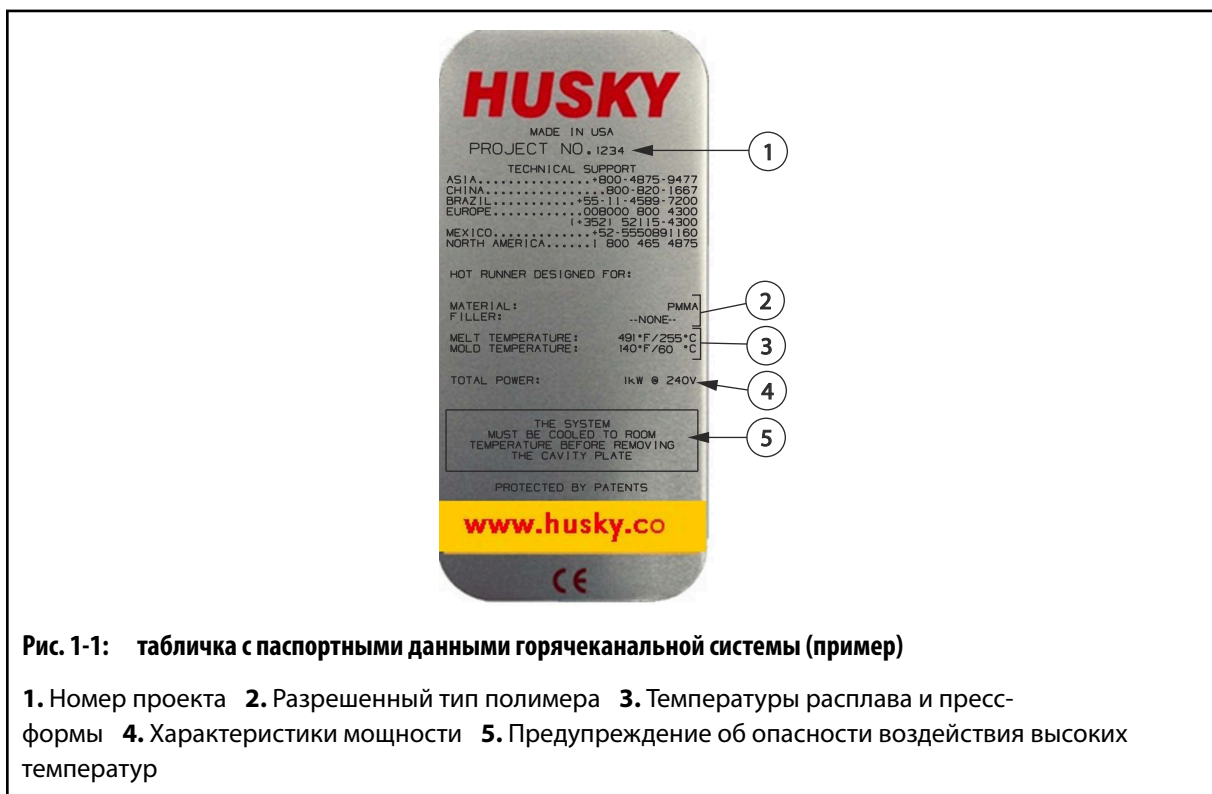 HUSKY
MADE IN USA
PROJECT NO.1234
1
TECHNICAL SUPPORT
ASIA...............+800-4875-9477
CHINA................800-820-1667
BRAZIL...........+55-11-4589-7200
EUROPE............008000 800 4300
(+352) 52115-4300
MEXICO.............+52-5550891160
NORTH AMERICA......1 800 465 4875
HOT RUNNER DESIGNED FOR:
MATERIAL: PMMA
FILLER: --NONE--
2
MELT TEMPERATURE: 491°F/255°C
MOLD TEMPERATURE: 140°F/60 °C
3
TOTAL POWER: 1kW @ 240V
4
THE SYSTEM
MUST BE COOLED TO ROOM
TEMPERATURE BEFORE REMOVING
THE CAVITY PLATE
5
PROTECTED BY PATENTS
www.husky.co
CE
Рис. 1-1: табличка с паспортными данными горячеканальной системы (пример)
1. Номер проекта 2. Разрешенный тип полимера 3. Температуры расплава и пресс-
формы 4. Характеристики мощности 5. Предупреждение об опасности воздействия высоких
температур